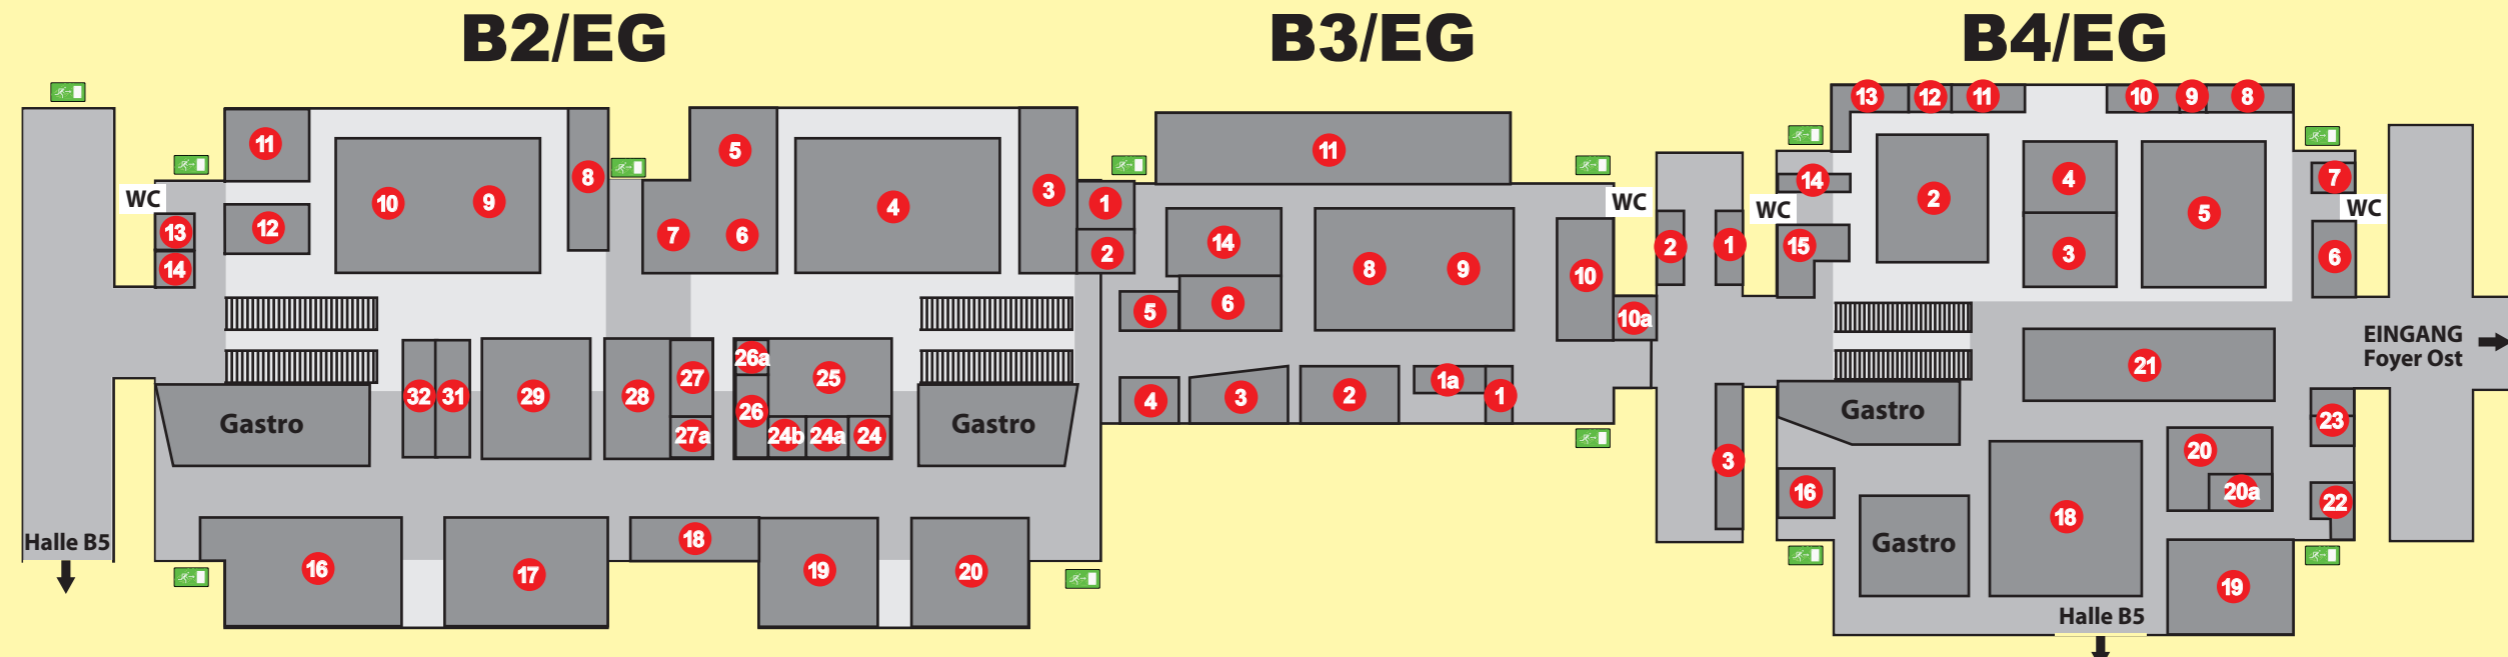 B2/EG
B3/EG
B4/EG
11
10
9
8
5
4
3
WC
12
7
6
13
14
32
31
29
28
27
27a
26a
26
25
24b
24a
24
Gastro
Gastro
Halle B5
16
17
18
19
20
1
2
11
14
8
9
10
5
6
10a
4
3
2
1a
1
WC
2
1
3
WC
13
12
11
10
9
8
14
2
4
5
7
WC
15
3
6
EINGANG
Foyer Ost
21
Gastro
23
20
20a
16
18
22
Gastro
19
Halle B5